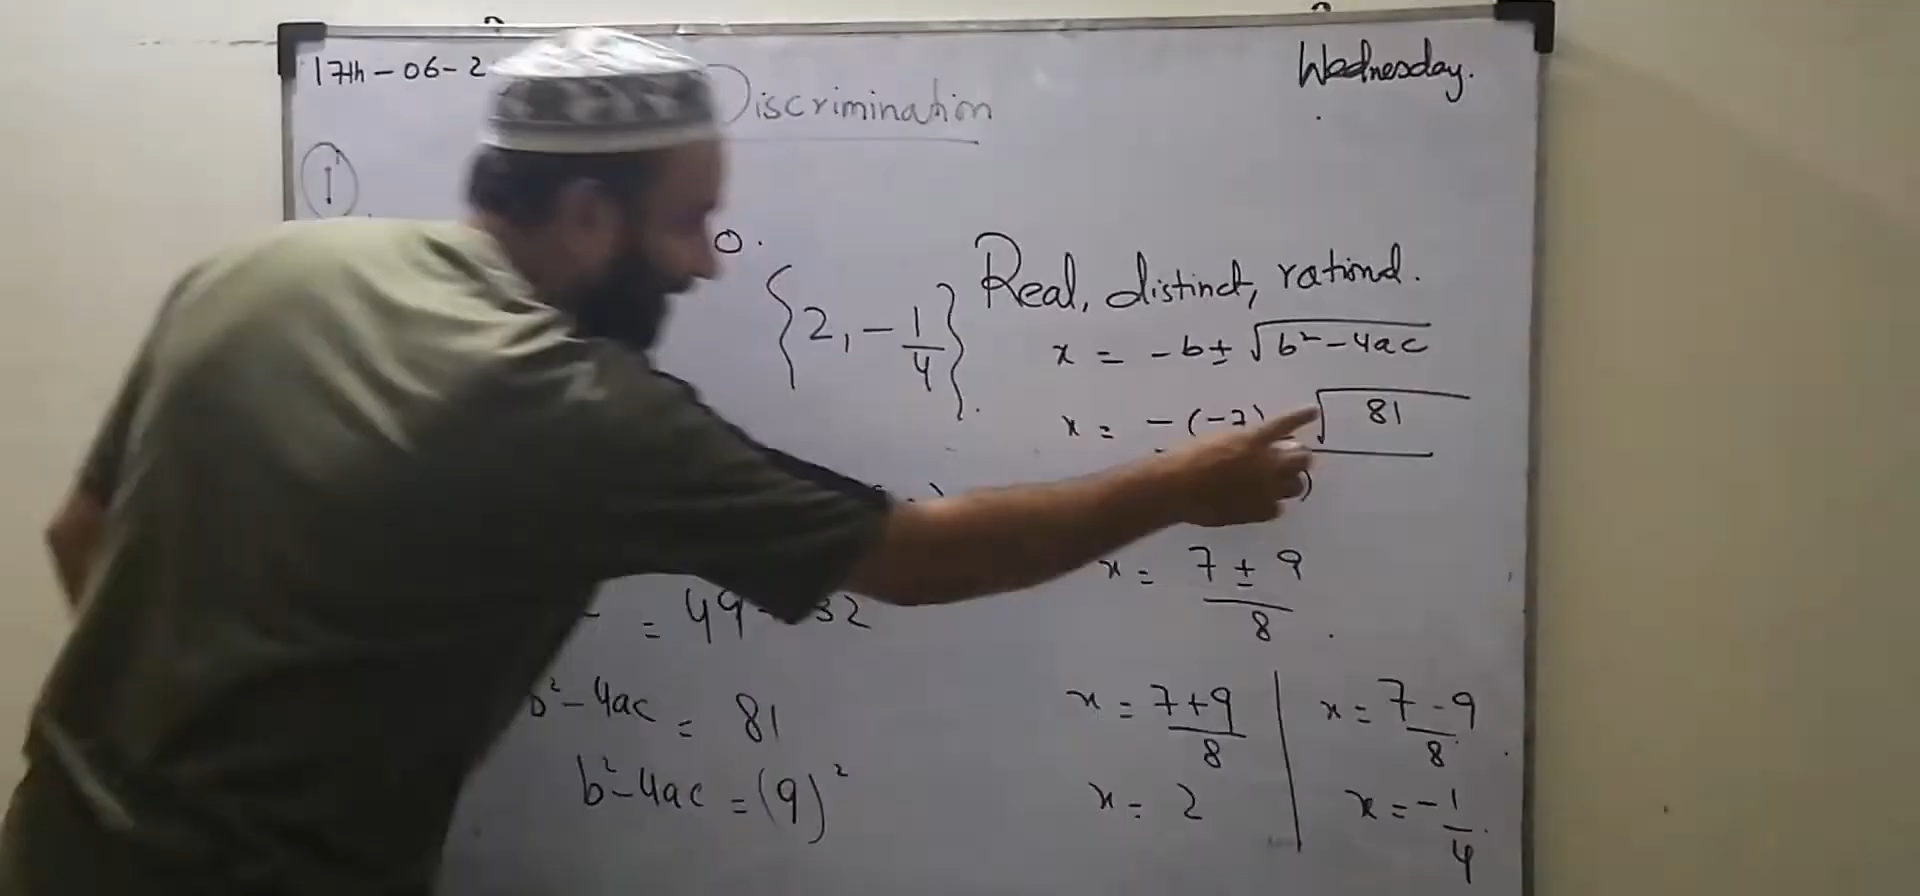 17th-06-2
Wednesday.
Discrimination
1
0.
Real, distinct, rational.
{2, -1/4}.
x = -b ± √b²-4ac
x = -(-7) √81
)
x = 7 ± 9 / 8
= 49 - 32
b²-4ac = 81
b²-4ac = (9)²
x = 7+9 / 8
x = 7-9 / 8
x = 2
x = -1/4